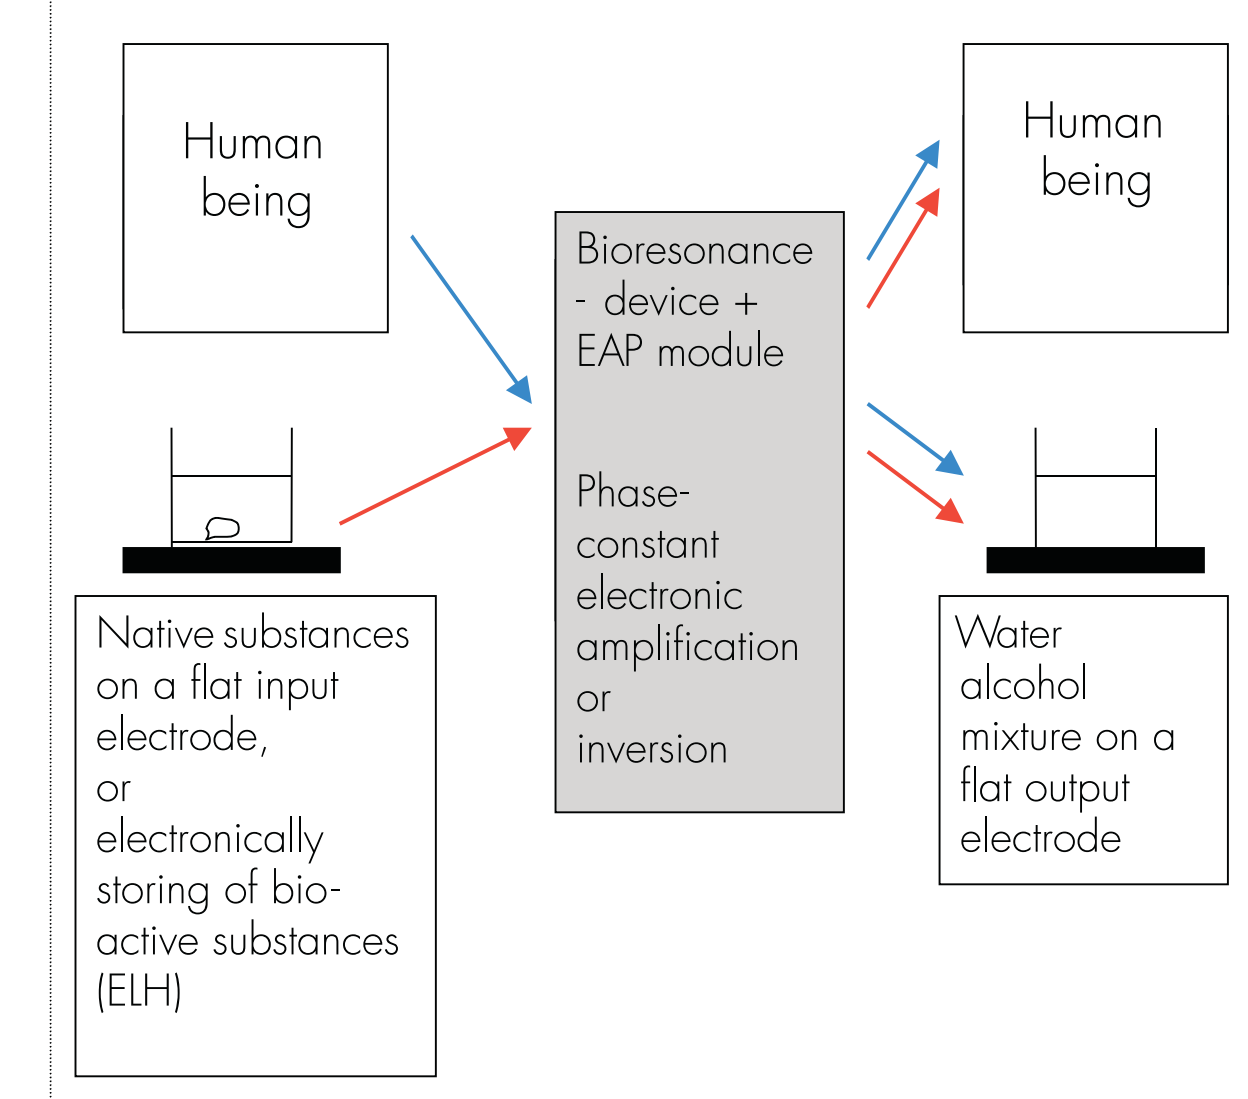 Human
being
Human
being
Bioresonance
- device +
EAP module
Phase-
constant
electronic
amplification
or
inversion
Native substances
on a flat input
electrode,
or
electronically
storing of bio-
active substances
(ELH)
Water
alcohol
mixture on a
flat output
electrode